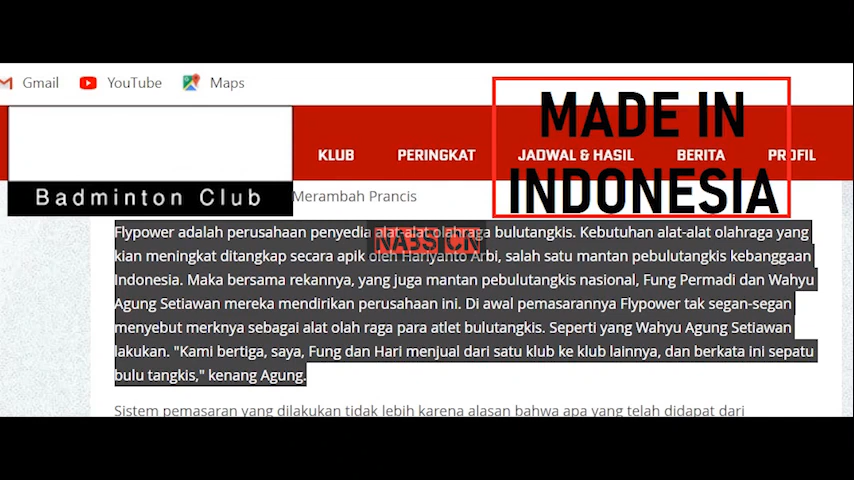 Gmail YouTube Maps
MADE IN
INDONESIA
KLUB PERINGKAT JADWAL & HASIL BERITA PROFIL
Badminton Club
Merambah Prancis
Flypower adalah perusahaan penyedia alat-alat olahraga bulutangkis. Kebutuhan alat-alat olahraga yang
kian meningkat ditangkap secara apik oleh Hariyanto Arbi, salah satu mantan pebulutangkis kebanggaan
Indonesia. Maka bersama rekannya, yang juga mantan pebulutangkis nasional, Fung Permadi dan Wahyu
Agung Setiawan mereka mendirikan perusahaan ini. Di awal pemasarannya Flypower tak segan-segan
menyebut merknya sebagai alat olah raga para atlet bulutangkis. Seperti yang Wahyu Agung Setiawan
lakukan. "Kami bertiga, saya, Fung dan Hari menjual dari satu klub ke klub lainnya, dan berkata ini sepatu
bulu tangkis," kenang Agung.
Sistem pemasaran yang dilakukan tidak lebih karena alasan bahwa apa yang telah didapat dari